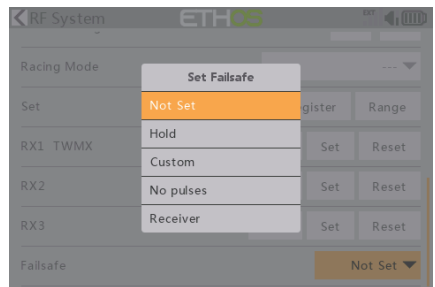 RF System ETHOS EXT
Racing Mode ---
Set Failsafe
Set gister Range
Not Set
Hold
RX1 TWMX Set Reset
Custom
RX2 Set Reset
No pulses
RX3 Set Reset
Receiver
Failsafe Not Set